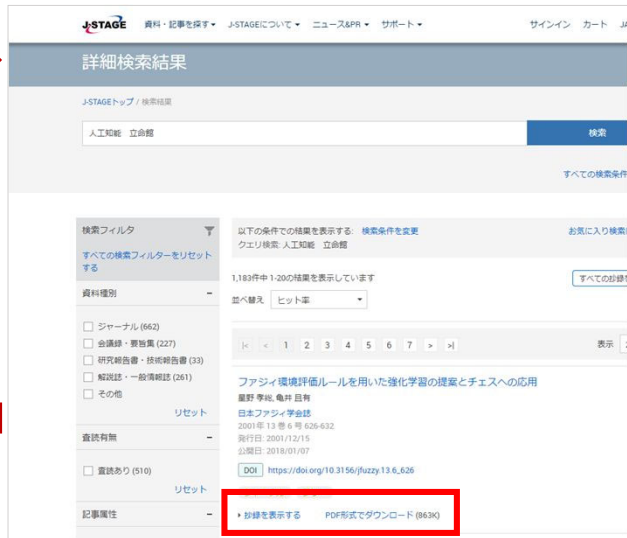 J-STAGE 資料・記事を探す J-STAGEについて ニュース&PR サポート サインイン カート
詳細検索結果
J-STAGEトップ / 検索結果
人工知能 立命館 検索
すべての検索条件
検索フィルタ
すべての検索フィルターをリセット
する
資料種別 −
ジャーナル (662)
会議録・要旨集 (227)
研究報告書・技術報告書 (33)
解説誌・一般情報誌 (261)
その他
リセット
査読有無 −
査読あり (510)
リセット
記事属性 −
以下の条件での結果を表示する: 検索条件を変更 お気に入り検索
クエリ検索: 人工知能 立命館
1,183件中 1-20の結果を表示しています すべての抄録を
並べ替え ヒット率
|< < 1 2 3 4 5 6 7 > >| 表示
ファジィ環境評価ルールを用いた強化学習の提案とチェスへの応用
星野 孝総, 亀井 且有
日本ファジィ学会誌
2001年 13 巻 6 号 626-632
発行日: 2001/12/15
公開日: 2018/01/07
DOI https://doi.org/10.3156/jfuzzy.13.6_626
抄録を表示する PDF形式でダウンロード (863K)